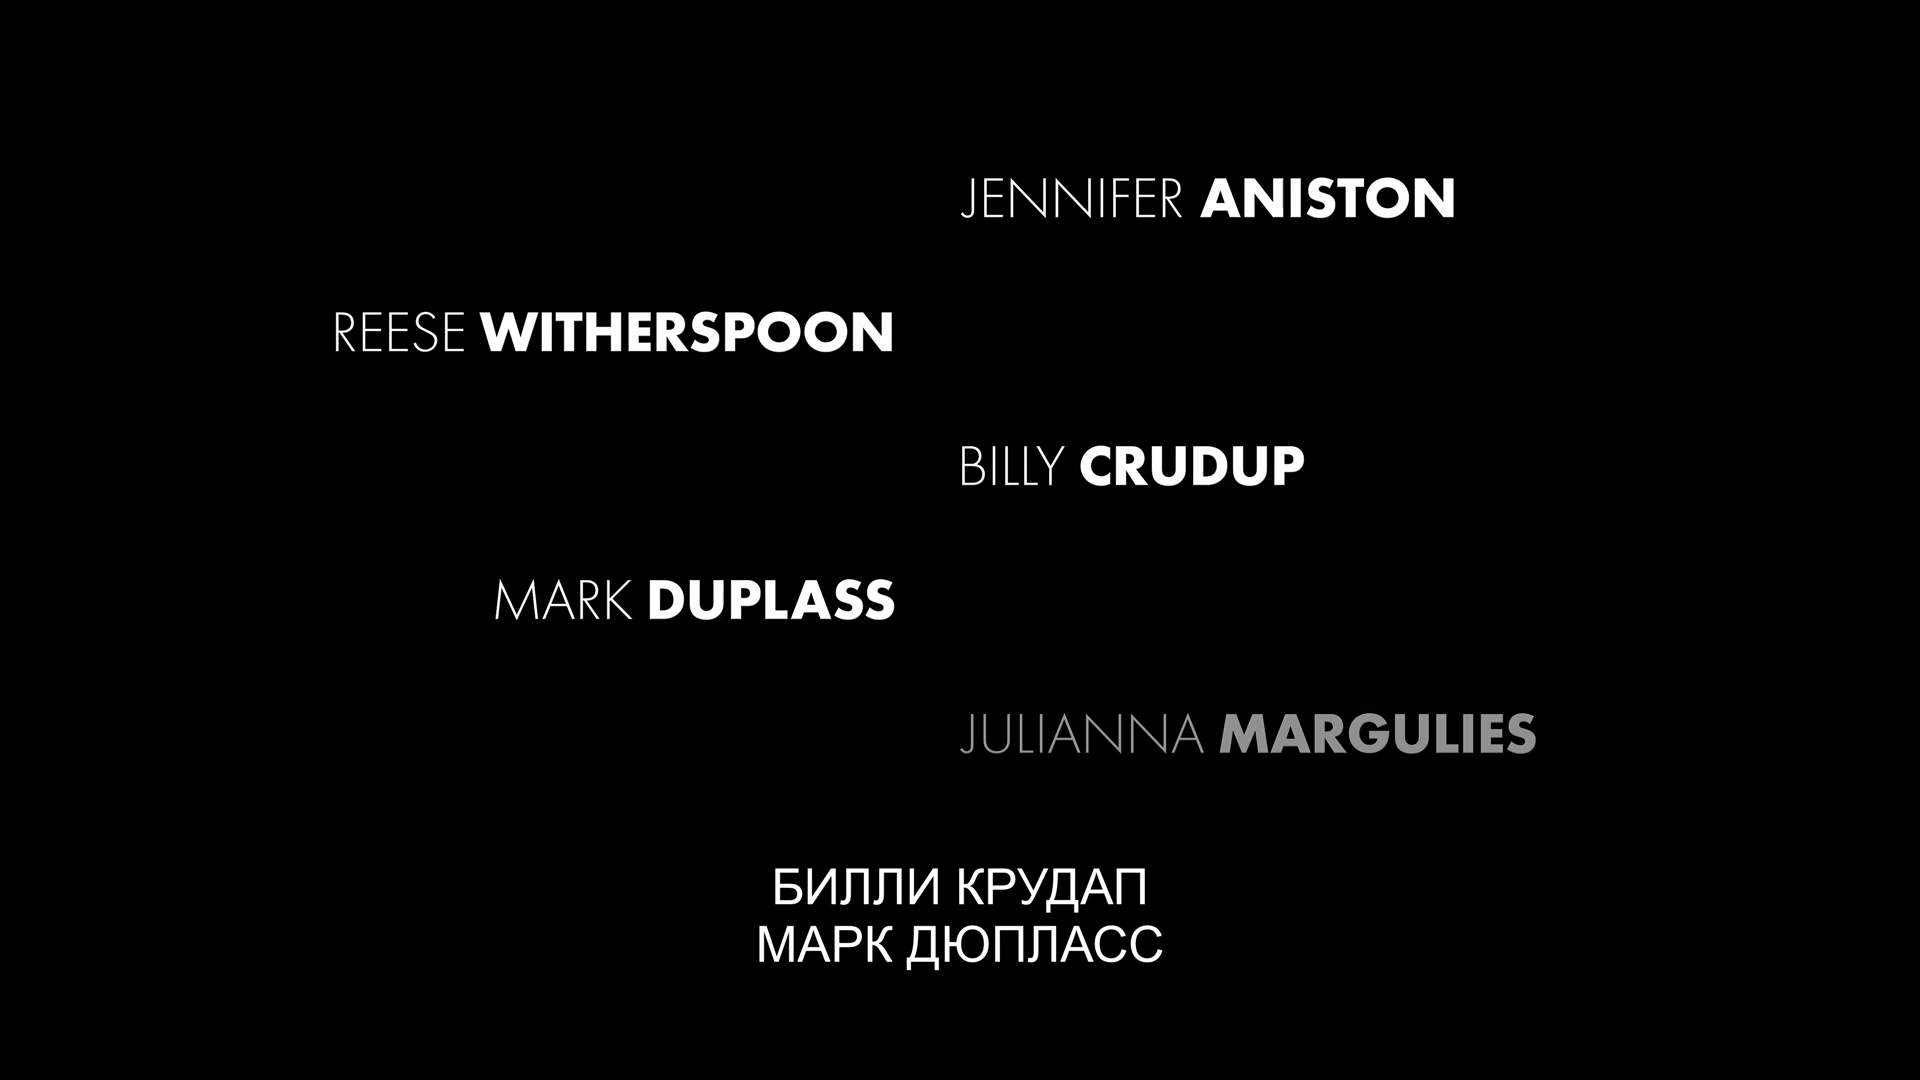 JENNIFER ANISTON
REESE WITHERSPOON
BILLY CRUDUP
MARK DUPLASS
JULIANNA MARGULIES
БИЛЛИ КРУДАП
МАРК ДЮПЛАСС